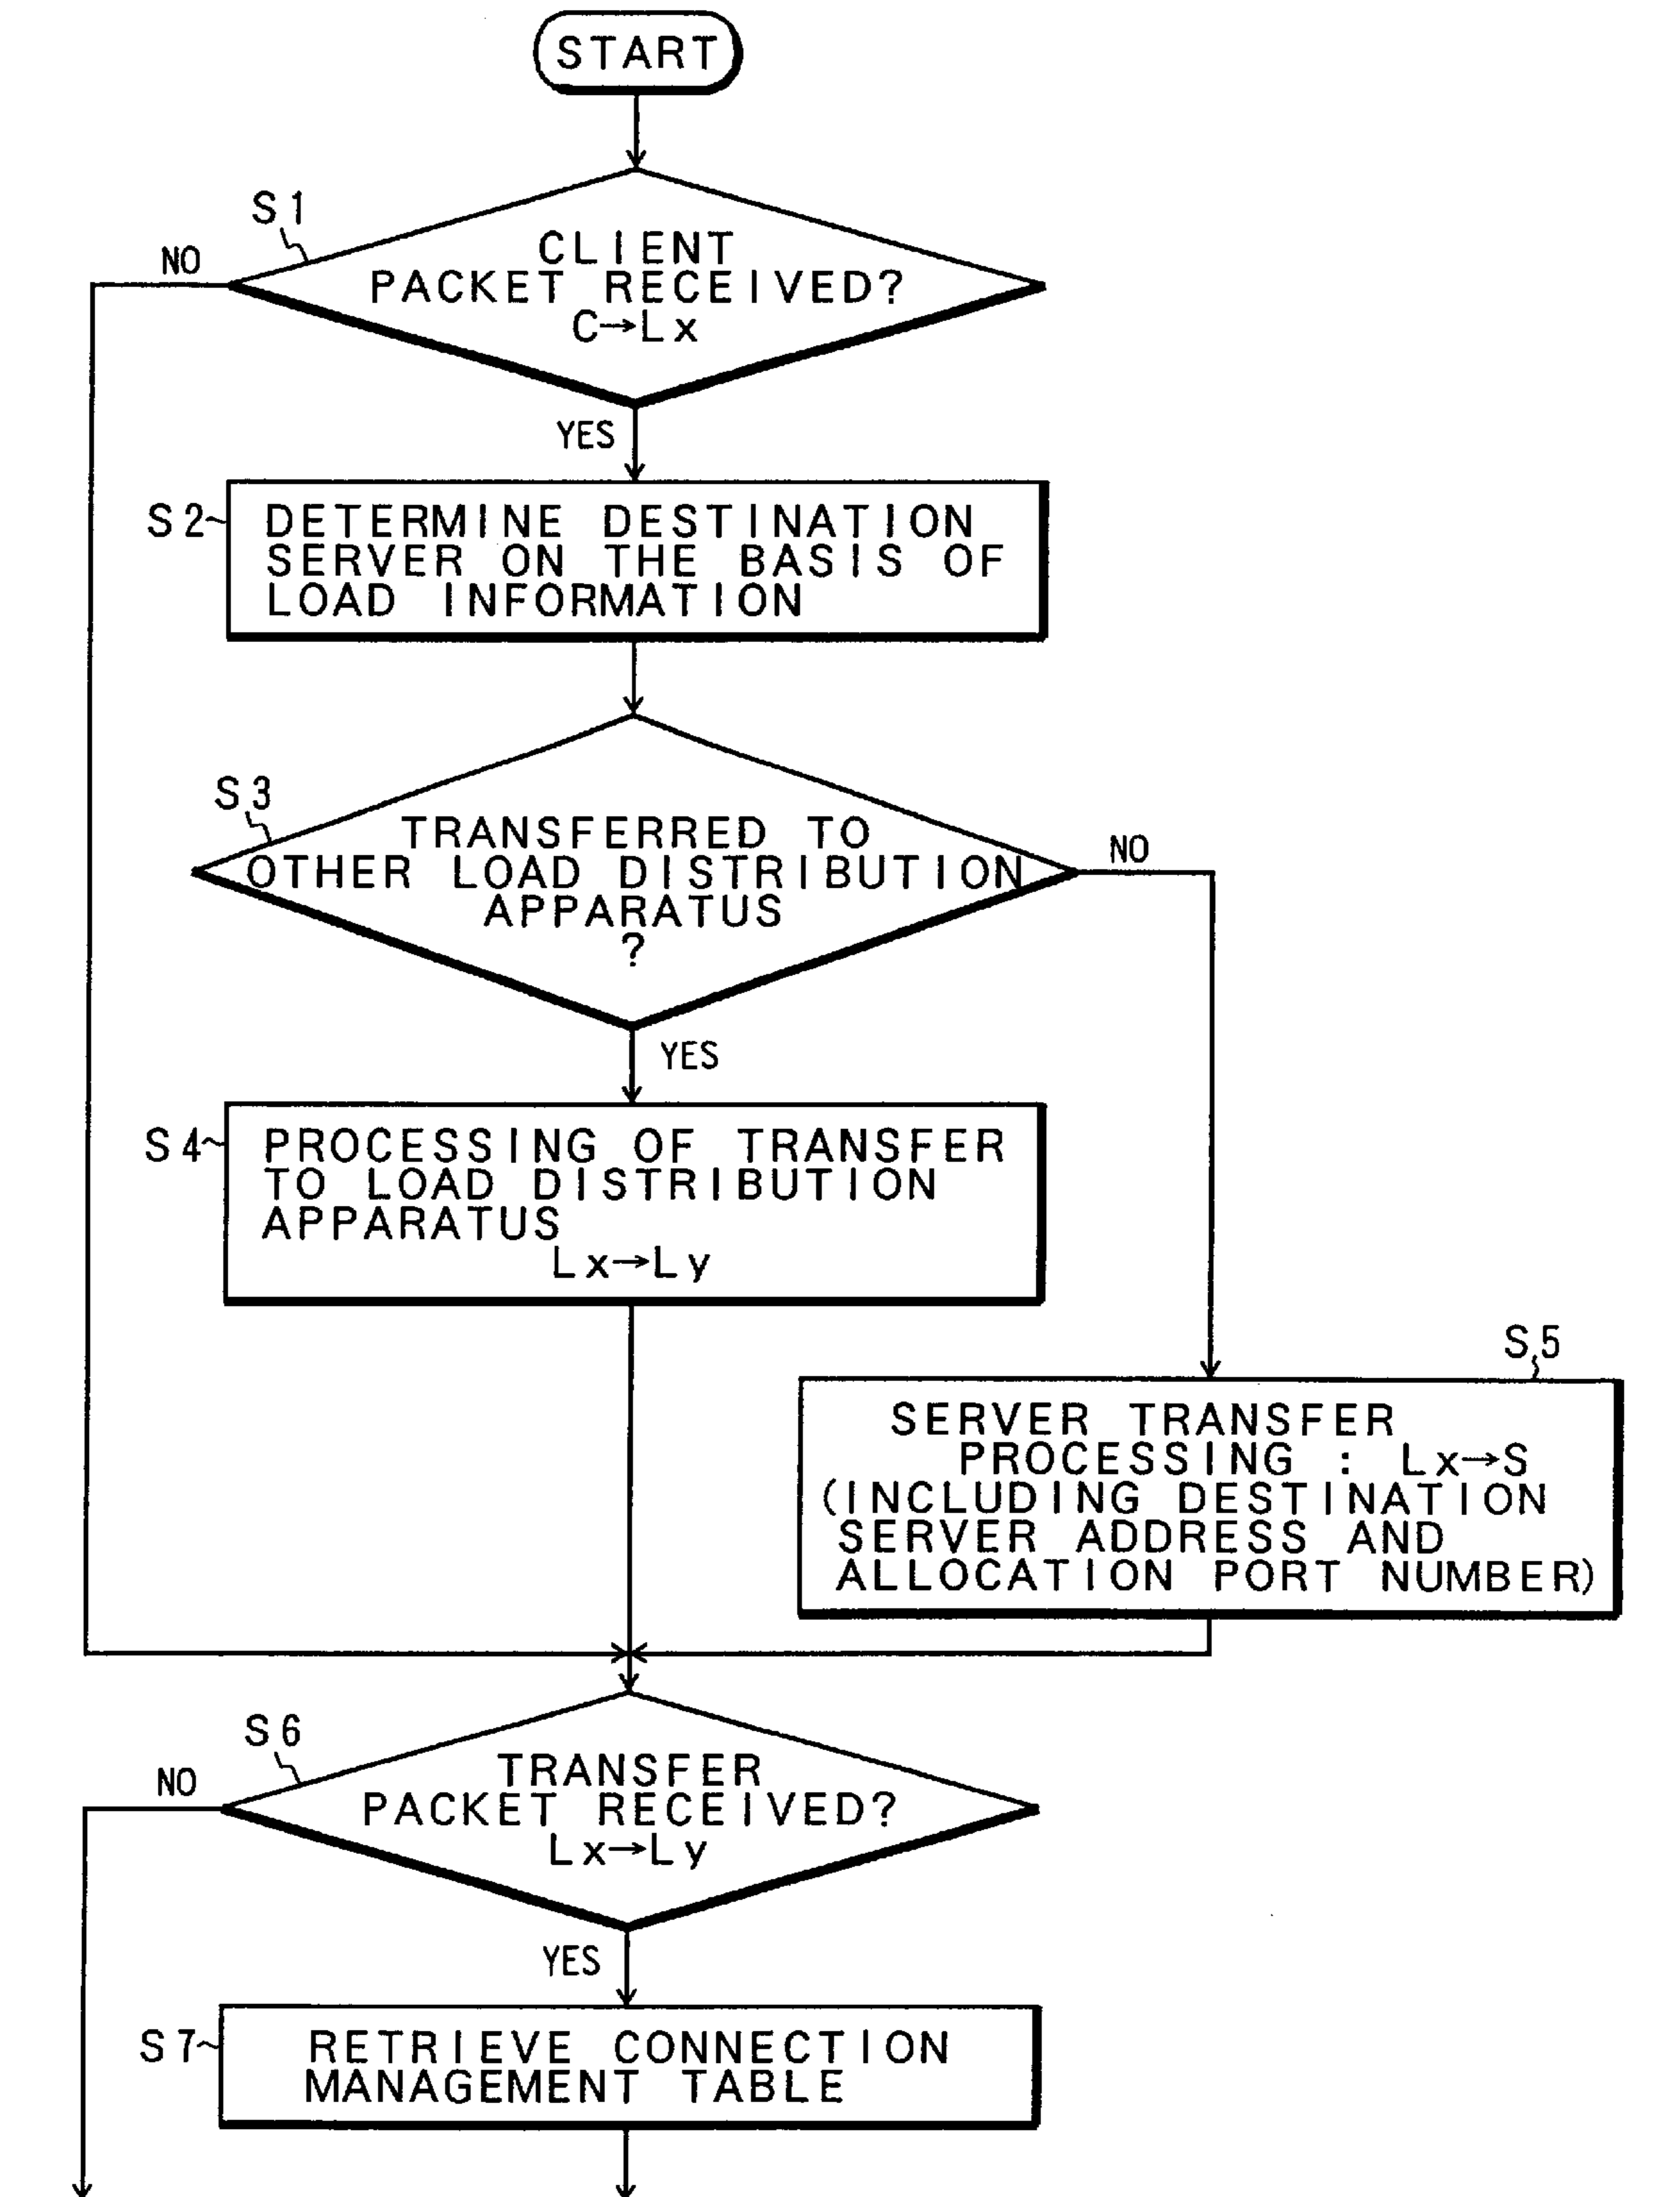 START
S1
NO
CLIENT
PACKET RECEIVED?
C→Lx
YES
S2
DETERMINE DESTINATION
SERVER ON THE BASIS OF
LOAD INFORMATION
S3
TRANSFERRED TO
OTHER LOAD DISTRIBUTION
APPARATUS
?
NO
YES
S4
PROCESSING OF TRANSFER
TO LOAD DISTRIBUTION
APPARATUS
Lx→Ly
S5
SERVER TRANSFER
PROCESSING : Lx→S
(INCLUDING DESTINATION
SERVER ADDRESS AND
ALLOCATION PORT NUMBER)
S6
NO
TRANSFER
PACKET RECEIVED?
Lx→Ly
YES
S7
RETRIEVE CONNECTION
MANAGEMENT TABLE